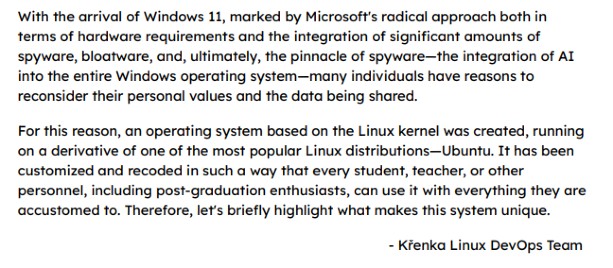 With the arrival of Windows 11, marked by Microsoft's radical approach both in
terms of hardware requirements and the integration of significant amounts of
spyware, bloatware, and, ultimately, the pinnacle of spyware—the integration of AI
into the entire Windows operating system—many individuals have reasons to
reconsider their personal values and the data being shared.
For this reason, an operating system based on the Linux kernel was created, running
on a derivative of one of the most popular Linux distributions—Ubuntu. It has been
customized and recoded in such a way that every student, teacher, or other
personnel, including post-graduation enthusiasts, can use it with everything they are
accustomed to. Therefore, let's briefly highlight what makes this system unique.
- Křenka Linux DevOps Team